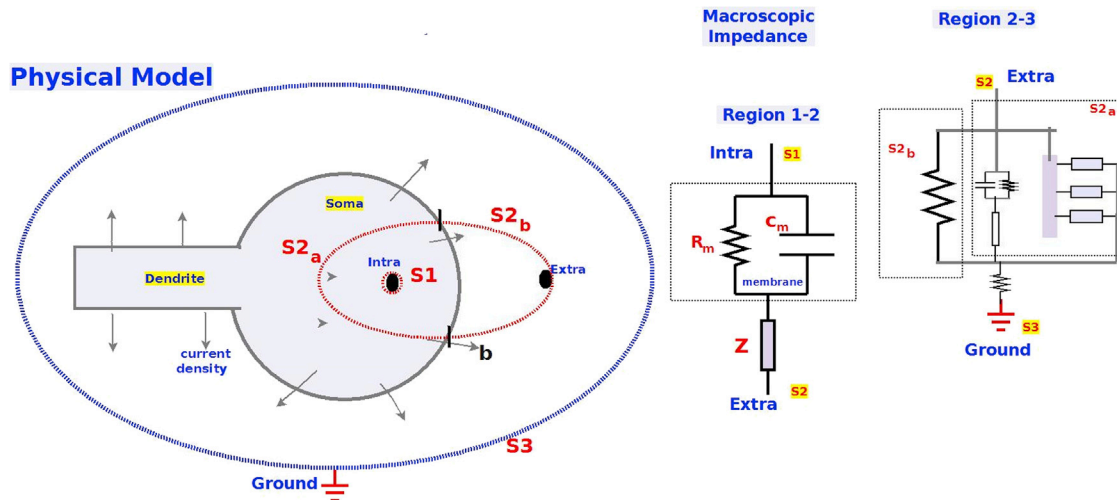 Physical Model
Soma
S2b
S2a
Intra
S1
Extra
Dendrite
b
current
density
S3
Ground
Macroscopic
Impedance
Region 1-2
Intra
S1
Rm
Cm
membrane
Z
S2
Extra
Region 2-3
S2
Extra
S2a
S2b
S3
Ground